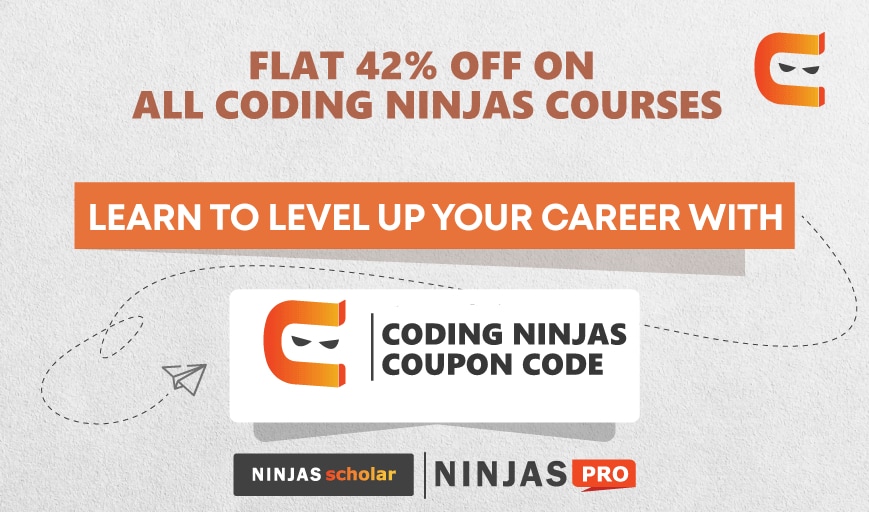 FLAT 42% OFF ON
ALL CODING NINJAS COURSES
LEARN TO LEVEL UP YOUR CAREER WITH
CODING NINJAS
COUPON CODE
NINJAS scholar
NINJAS PRO